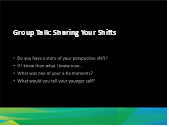 Group Talk: Sharing Your Shifts
• Do you have a story of your perspective shift?
• If I knew then what I know now…
• What was one of your a-ha moments?
• What would you tell your younger self?